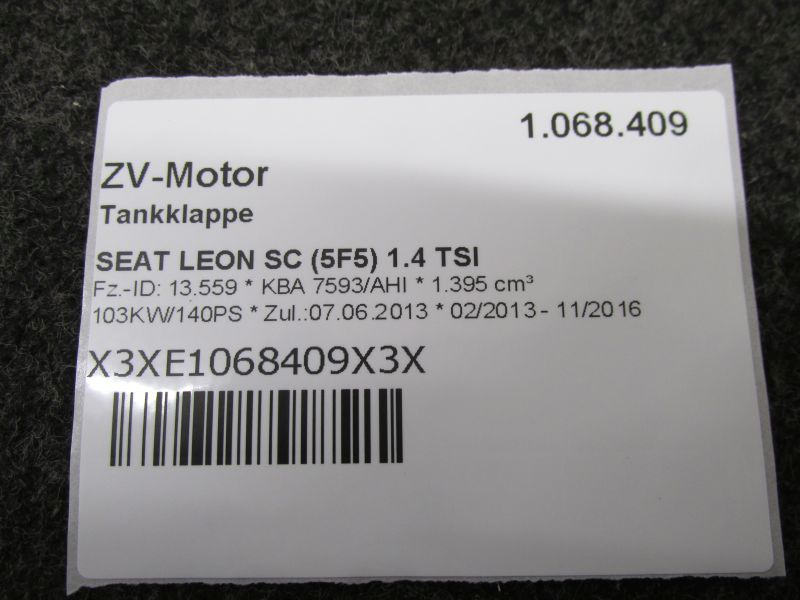 1.068.409
ZV-Motor
Tankklappe
SEAT LEON SC (5F5) 1.4 TSI
Fz.-ID: 13.559 * KBA 7593/AHI * 1.395 cm³
103KW/140PS * Zul.:07.06.2013 * 02/2013- 11/2016
X3XE1068409X3X